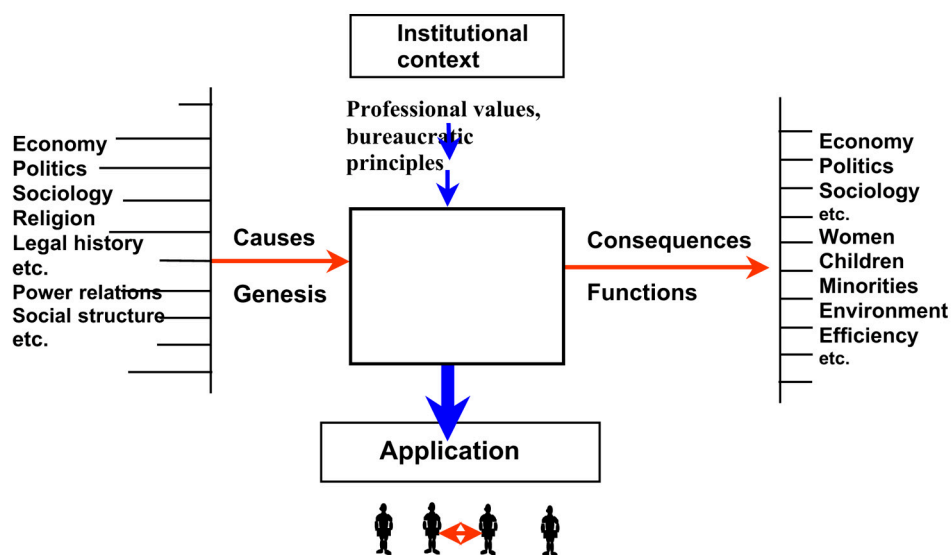 Institutional
context
Professional values,
bureaucratic
principles
Economy
Politics
Sociology
Religion
Legal history
etc.
Power relations
Social structure
etc.
Causes
Genesis
Consequences
Functions
Economy
Politics
Sociology
etc.
Women
Children
Minorities
Environment
Efficiency
etc.
Application